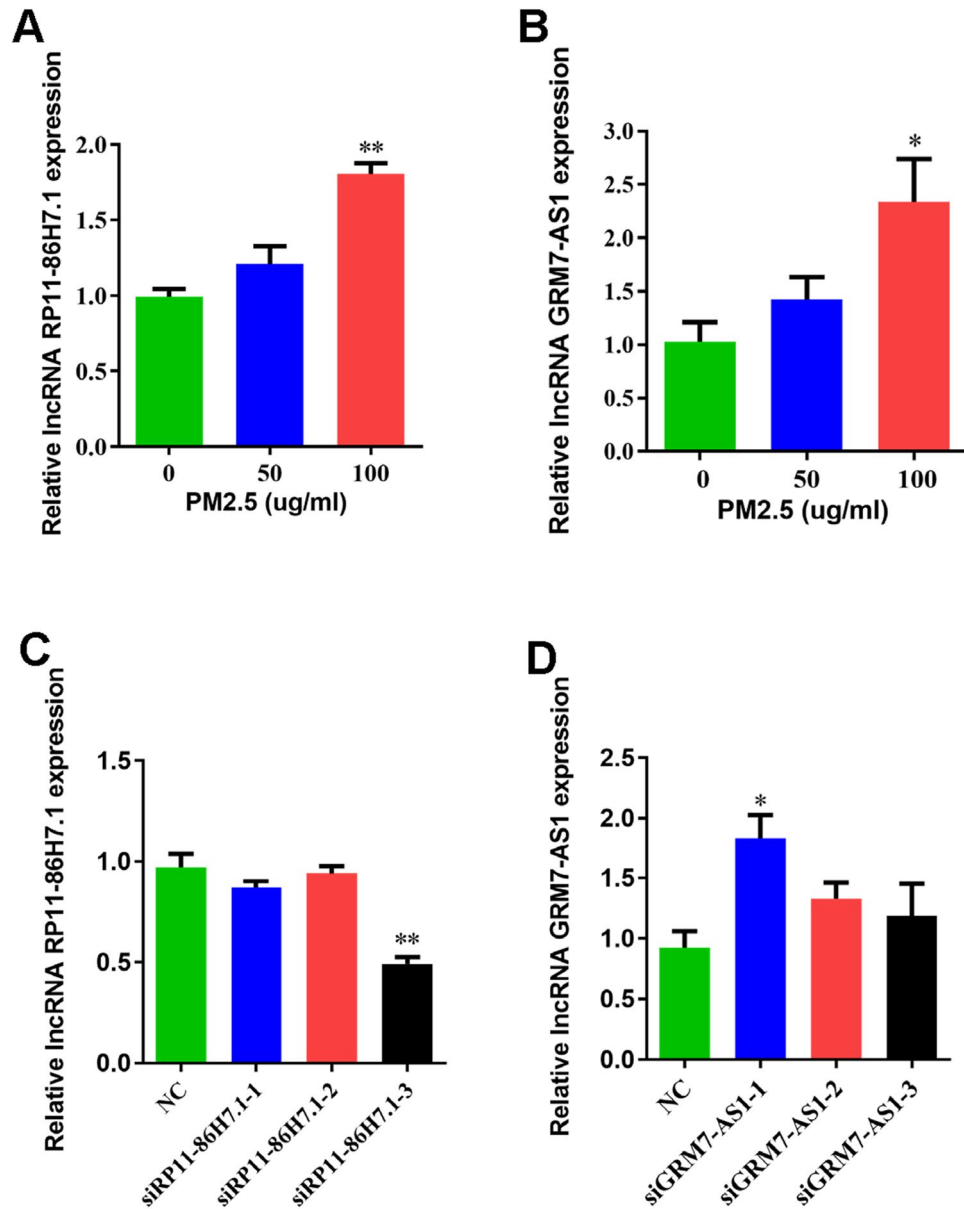 A
Relative lncRNA RP11-86H7.1 expression
2.0
1.5
1.0
0.5
0.0
**
0
50
100
PM2.5 (ug/ml)
B
Relative lncRNA GRM7-AS1 expression
3.0
2.5
2.0
1.5
1.0
0.5
0.0
*
0
50
100
PM2.5 (ug/ml)
C
Relative lncRNA RP11-86H7.1 expression
1.5
1.0
0.5
0.0
**
NC
siRP11-86H7.1-1
siRP11-86H7.1-2
siRP11-86H7.1-3
D
Relative lncRNA GRM7-AS1 expression
2.5
2.0
1.5
1.0
0.5
0.0
*
NC
siGRM7-AS1-1
siGRM7-AS1-2
siGRM7-AS1-3